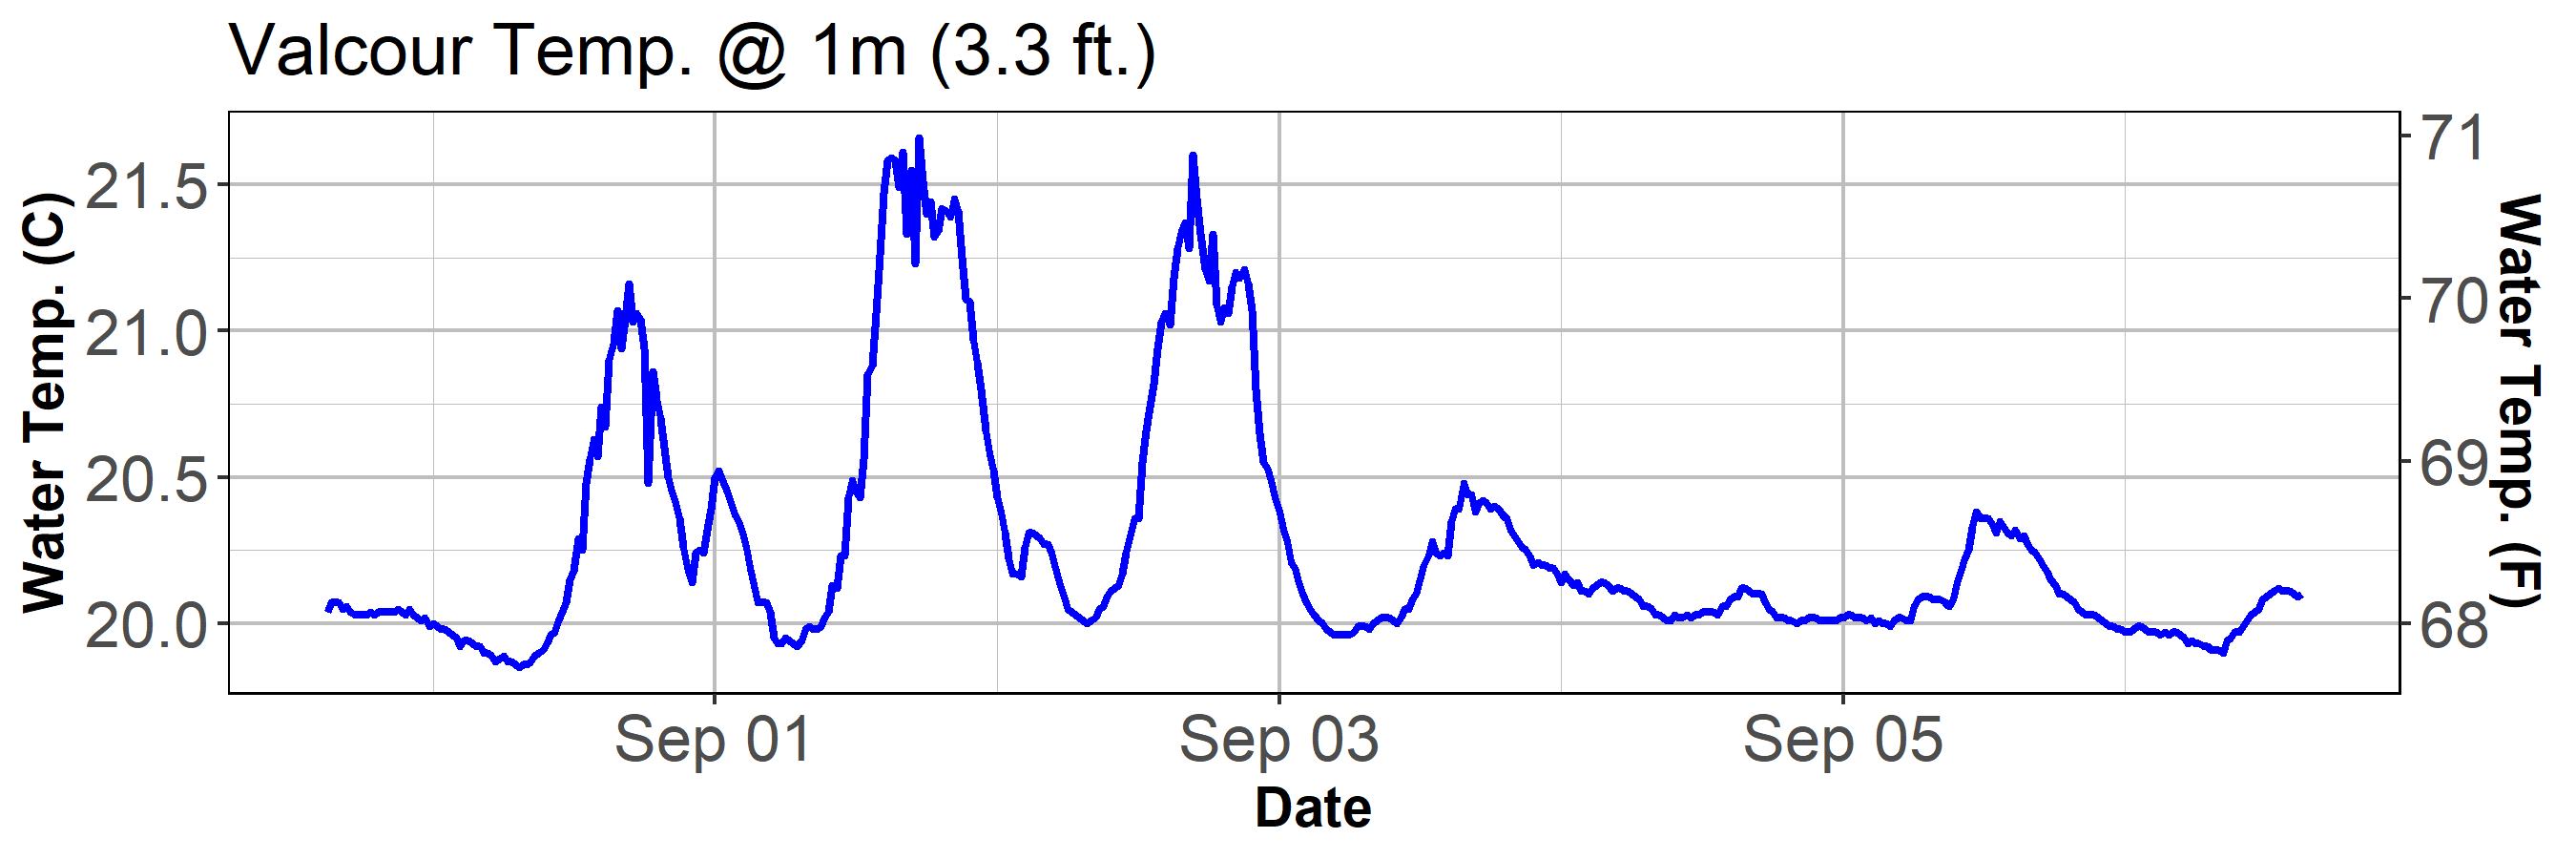 Valcour Temp. @ 1m (3.3 ft.)
Water Temp. (C)
21.5
21.0
20.5
20.0
71
70
69
68
Water Temp. (F)
Sep 01
Sep 03
Sep 05
Date